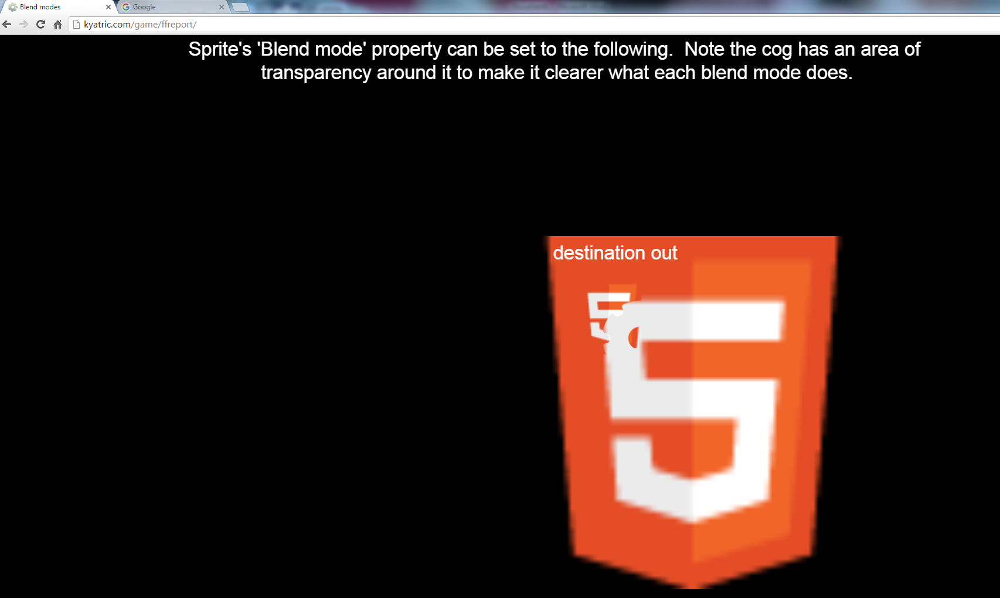 Blend modes
Google
kyatric.com/game/ffreport/
Sprite's 'Blend mode' property can be set to the following.  Note the cog has an area of
transparency around it to make it clearer what each blend mode does.
destination out
5
5